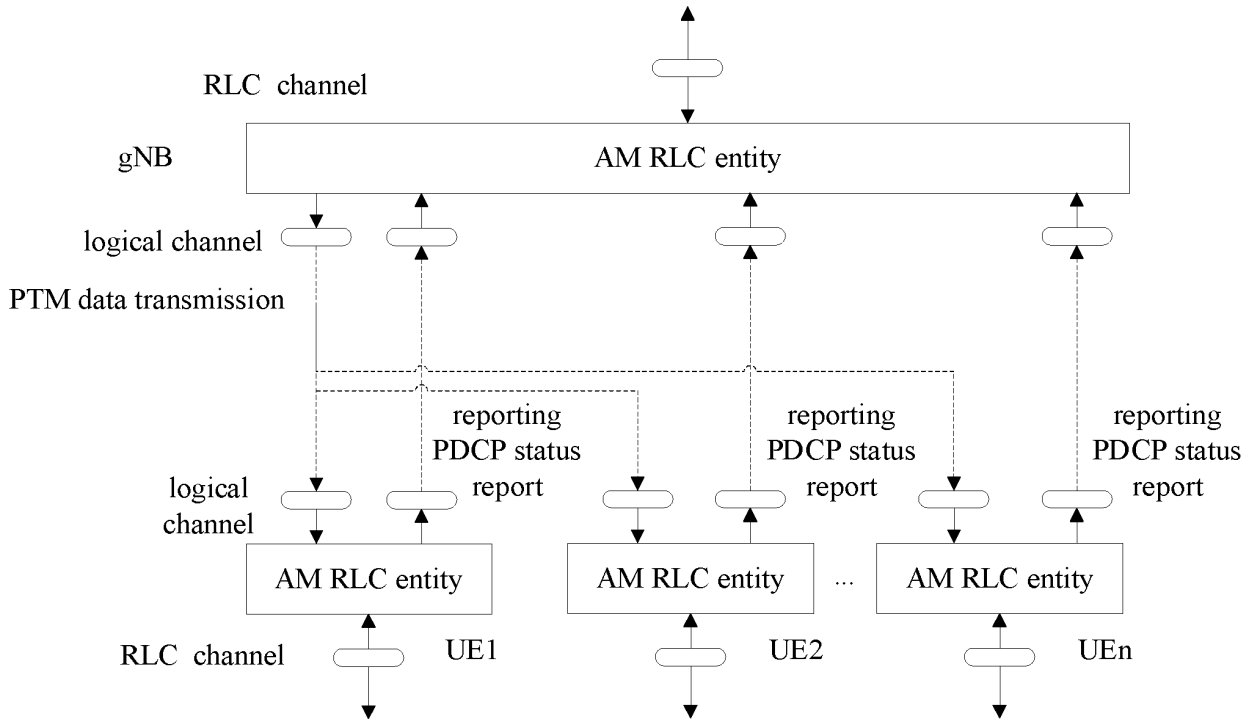 RLC channel
gNB
AM RLC entity
logical channel
PTM data transmission
reporting
PDCP status
report
reporting
PDCP status
report
reporting
PDCP status
report
logical
channel
AM RLC entity
AM RLC entity
...
AM RLC entity
RLC channel
UE1
UE2
UEn